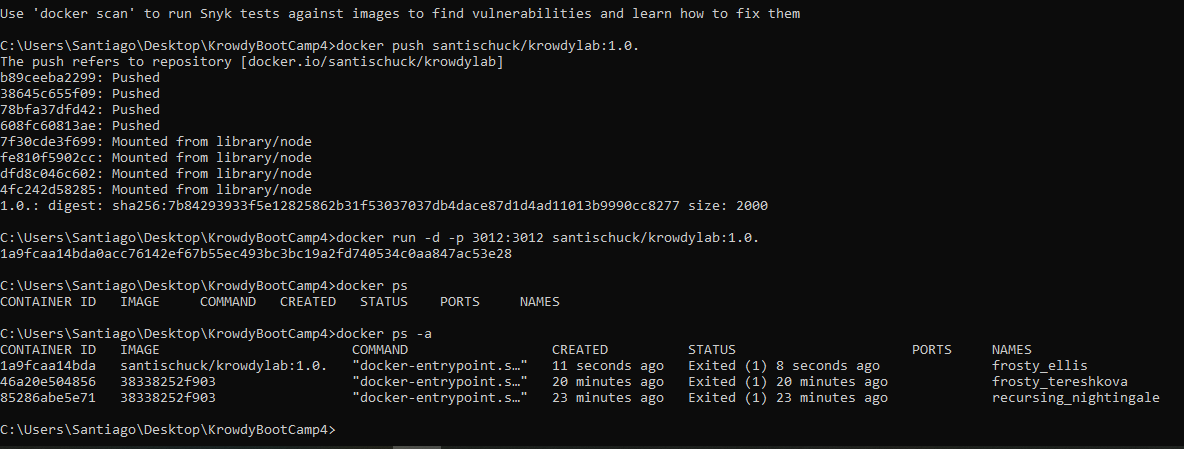 Use 'docker scan' to run Snyk tests against images to find vulnerabilities and learn how to fix them
C:\Users\Santiago\Desktop\KrowdyBootCamp4>docker push santischuck/krowdylab:1.0.
The push refers to repository [docker.io/santischuck/krowdylab]
b89ceeba2299: Pushed
38645c655f09: Pushed
78bfa37dfd42: Pushed
608fc60813ae: Pushed
7f30cde3f699: Mounted from library/node
fe810f5902cc: Mounted from library/node
dfd8c046c602: Mounted from library/node
4fc242d58285: Mounted from library/node
1.0.: digest: sha256:7b84293933f5e12825862b31f53037037db4dace87d1d4ad11013b9990cc8277 size: 2000
C:\Users\Santiago\Desktop\KrowdyBootCamp4>docker run -d -p 3012:3012 santischuck/krowdylab:1.0.
1a9fcaa14bda0acc76142ef67b55ec493bc3bc19a2fd740534c0aa847ac53e28
C:\Users\Santiago\Desktop\KrowdyBootCamp4>docker ps
CONTAINER ID   IMAGE     COMMAND   CREATED   STATUS    PORTS     NAMES
C:\Users\Santiago\Desktop\KrowdyBootCamp4>docker ps -a
CONTAINER ID   IMAGE                        COMMAND                  CREATED          STATUS                      PORTS     NAMES
1a9fcaa14bda   santischuck/krowdylab:1.0.   "docker-entrypoint.s…"   11 seconds ago   Exited (1) 8 seconds ago              frosty_ellis
46a20e504856   38338252f903                 "docker-entrypoint.s…"   20 minutes ago   Exited (1) 20 minutes ago             frosty_tereshkova
85286abe5e71   38338252f903                 "docker-entrypoint.s…"   23 minutes ago   Exited (1) 23 minutes ago             recursing_nightingale
C:\Users\Santiago\Desktop\KrowdyBootCamp4>